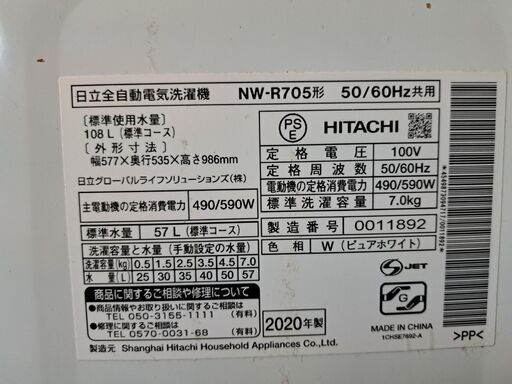 日立全自動電気洗濯機 NW-R705形 50/60Hz共用
〔標準使用水量〕
108L(標準コース)
〔外形寸法〕
幅577×奥行535×高さ986mm
日立グローバルライフソリューションズ(株)
主電動機の定格消費電力 490/590W
標準水量 57L(標準コース)
洗濯容量と水量(手動設定の水量)
洗濯容量(kg) 0.5 1.5 2.5 3.5 4.5 7.0
水量(L) 25 30 35 40 50 57
商品に関するご相談や修理について
商品情報やお取り扱いに関するご相談
TEL 050-3155-1111 (有料)
修理などに関するご相談
TEL 0570-0031-68 (有料)
2020年製
製造元 Shanghai Hitachi Household Appliances Co.,Ltd.
PS
E
HITACHI
定格電圧 100V
定格周波数 50/60Hz
電動機の定格消費電力 490/590W
標準洗濯容量 7.0kg
製造番号 0011892
色相 W(ピュアホワイト)
S JET
G
MADE IN CHINA
1CHSE7692-A
>PP<